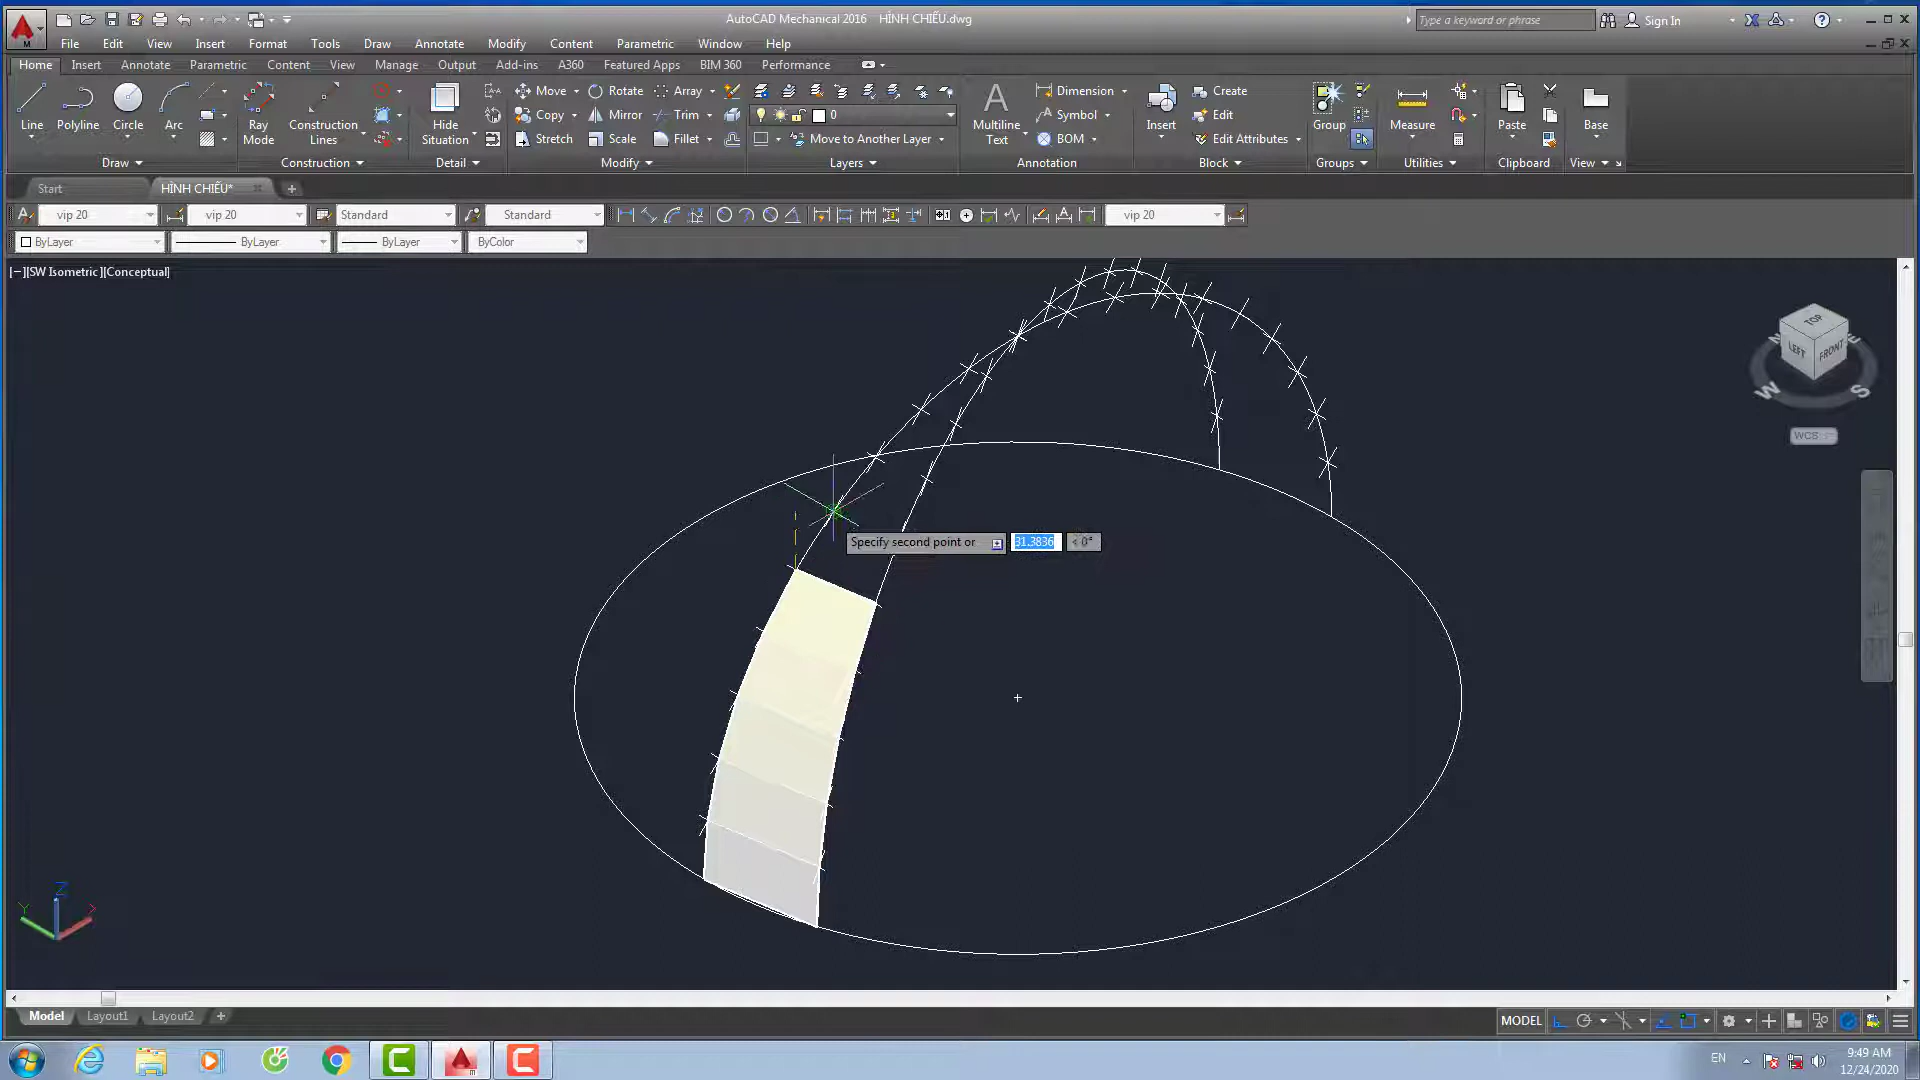 AutoCAD Mechanical 2016 HÌNH CHIẾU.dwg
Type a keyword or phrase
Sign In
File Edit View Insert Format Tools Draw Annotate Modify Content Parametric Window Help
Home Insert Annotate Parametric Content View Manage Output Add-ins A360 Featured Apps BIM 360 Performance
Line Polyline Circle Arc
Ray Mode
Construction Lines
Hide Situation
Move Rotate Array
Copy Mirror Trim
Stretch Scale Fillet
0
Move to Another Layer
Multiline Text
Dimension
Symbol
BOM
Insert
Create
Edit
Edit Attributes
Group
Measure
Paste
Base
Draw Construction Detail Modify Layers Annotation Block Groups Utilities Clipboard View
Start HÌNH CHIẾU*
vip 20 vip 20 Standard Standard vip 20
ByLayer ByLayer ByLayer ByColor
[−][SW Isometric][Conceptual]
TOP
LEFT FRONT
N E W S
WCS
Specify second point or 31.3836 < 0°
Z
Y X
Model Layout1 Layout2
MODEL
EN
9:49 AM
12/24/2020